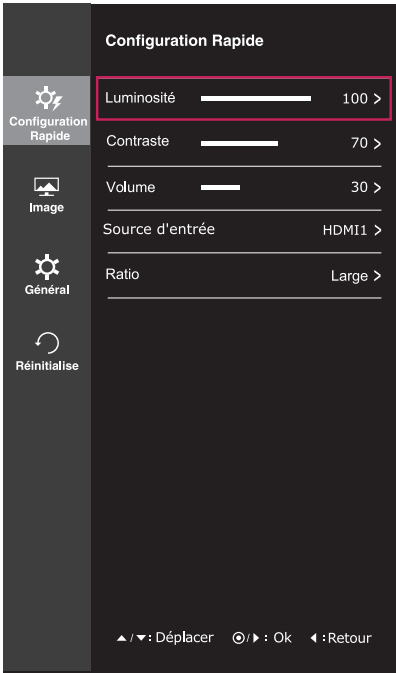 Configuration Rapide
Configuration
Rapide
Image
Général
Réinitialise
Luminosité 100 >
Contraste 70 >
Volume 30 >
Source d'entrée HDMI1 >
Ratio Large >
▲/▼: Déplacer ◉/▶ : Ok ◀ :Retour